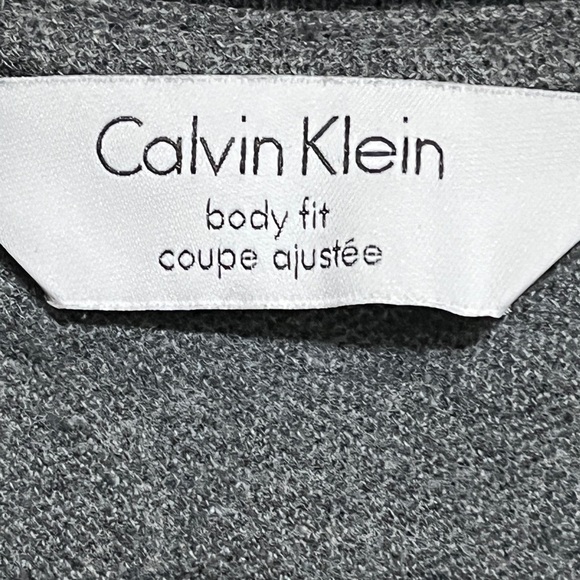 Calvin Klein
body fit
coupe ajustée